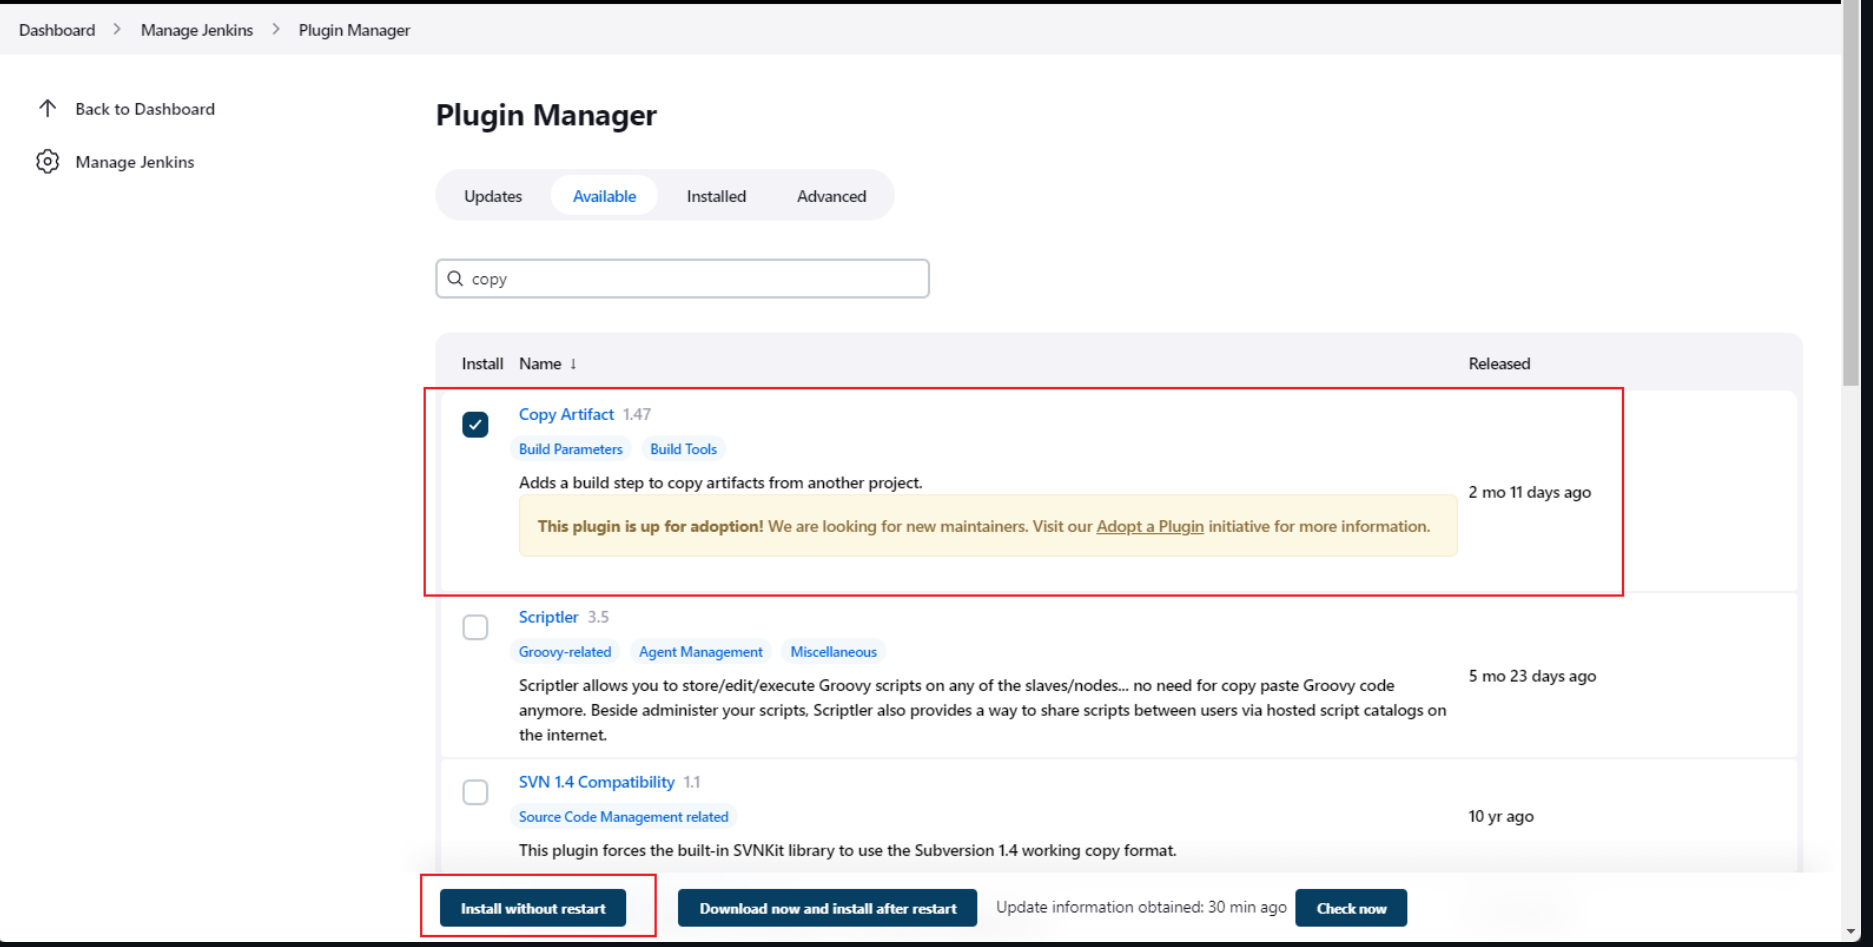 Dashboard > Manage Jenkins > Plugin Manager
Back to Dashboard
Manage Jenkins
Plugin Manager
Updates Available Installed Advanced
copy
Install Name ↓ Released
Copy Artifact 1.47
Build Parameters Build Tools
Adds a build step to copy artifacts from another project.
2 mo 11 days ago
This plugin is up for adoption! We are looking for new maintainers. Visit our Adopt a Plugin initiative for more information.
Scriptler 3.5
Groovy-related Agent Management Miscellaneous
5 mo 23 days ago
Scriptler allows you to store/edit/execute Groovy scripts on any of the slaves/nodes... no need for copy paste Groovy code
anymore. Beside administer your scripts, Scriptler also provides a way to share scripts between users via hosted script catalogs on
the internet.
SVN 1.4 Compatibility 1.1
Source Code Management related
10 yr ago
This plugin forces the built-in SVNKit library to use the Subversion 1.4 working copy format.
Install without restart Download now and install after restart Update information obtained: 30 min ago Check now